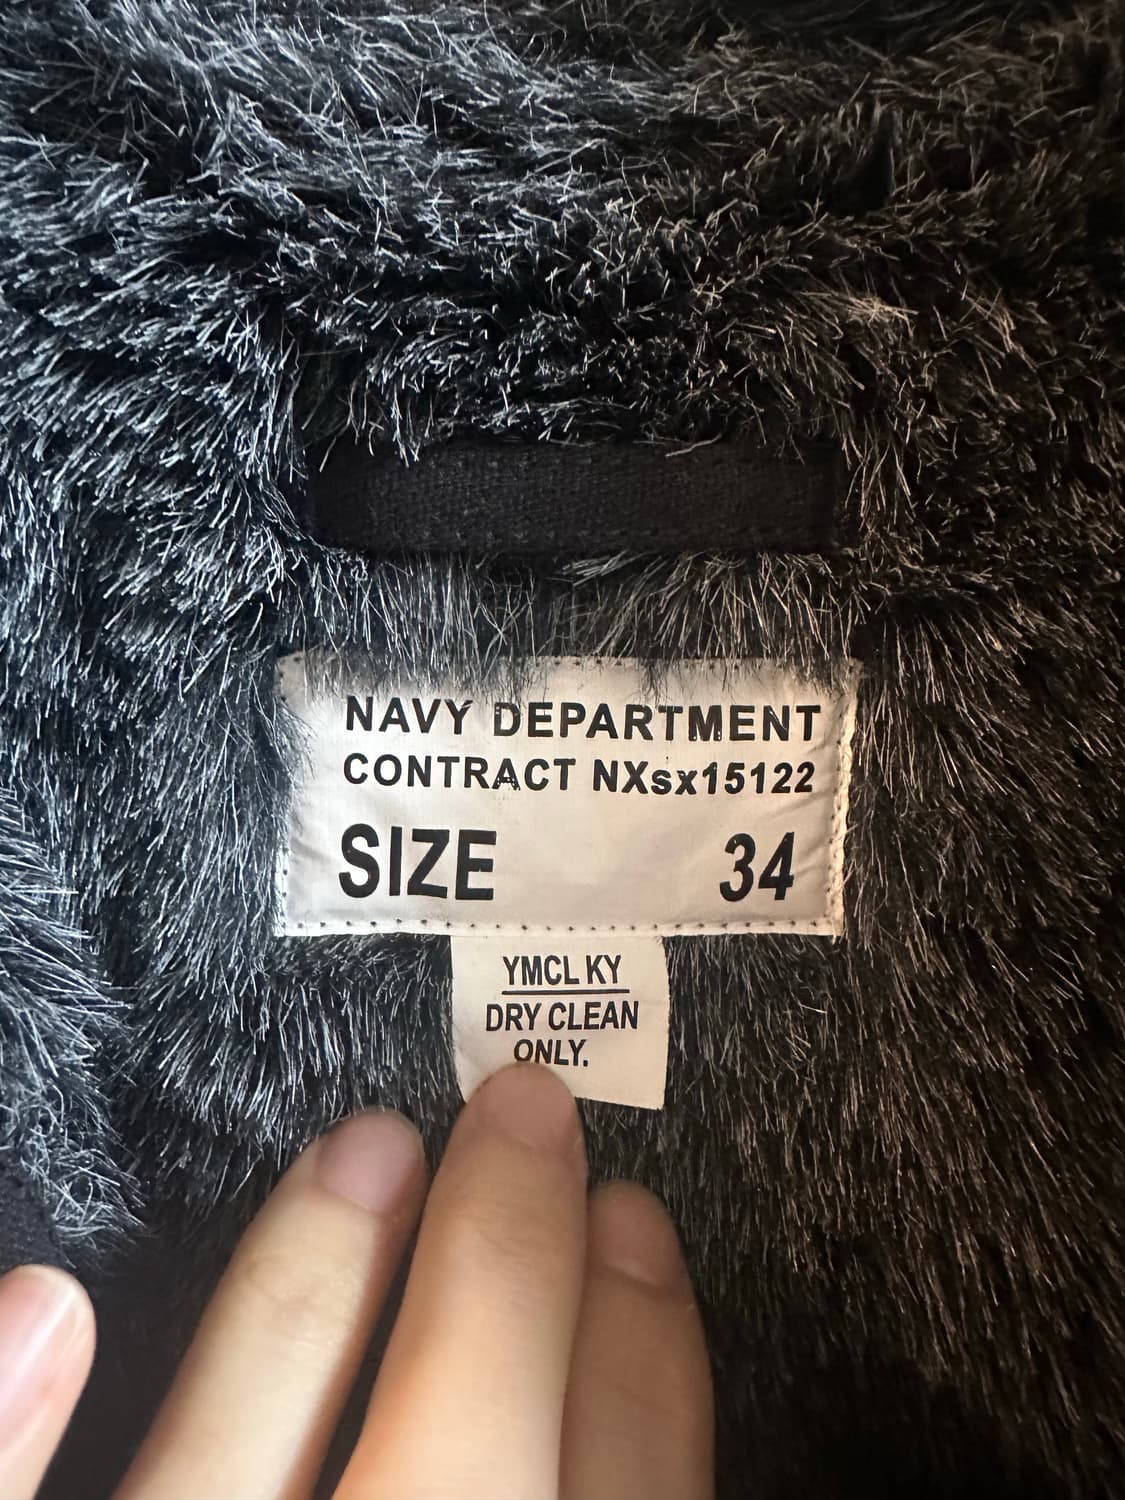 NAVY DEPARTMENT
CONTRACT NXsx15122
SIZE 34
YMCL KY
DRY CLEAN
ONLY.